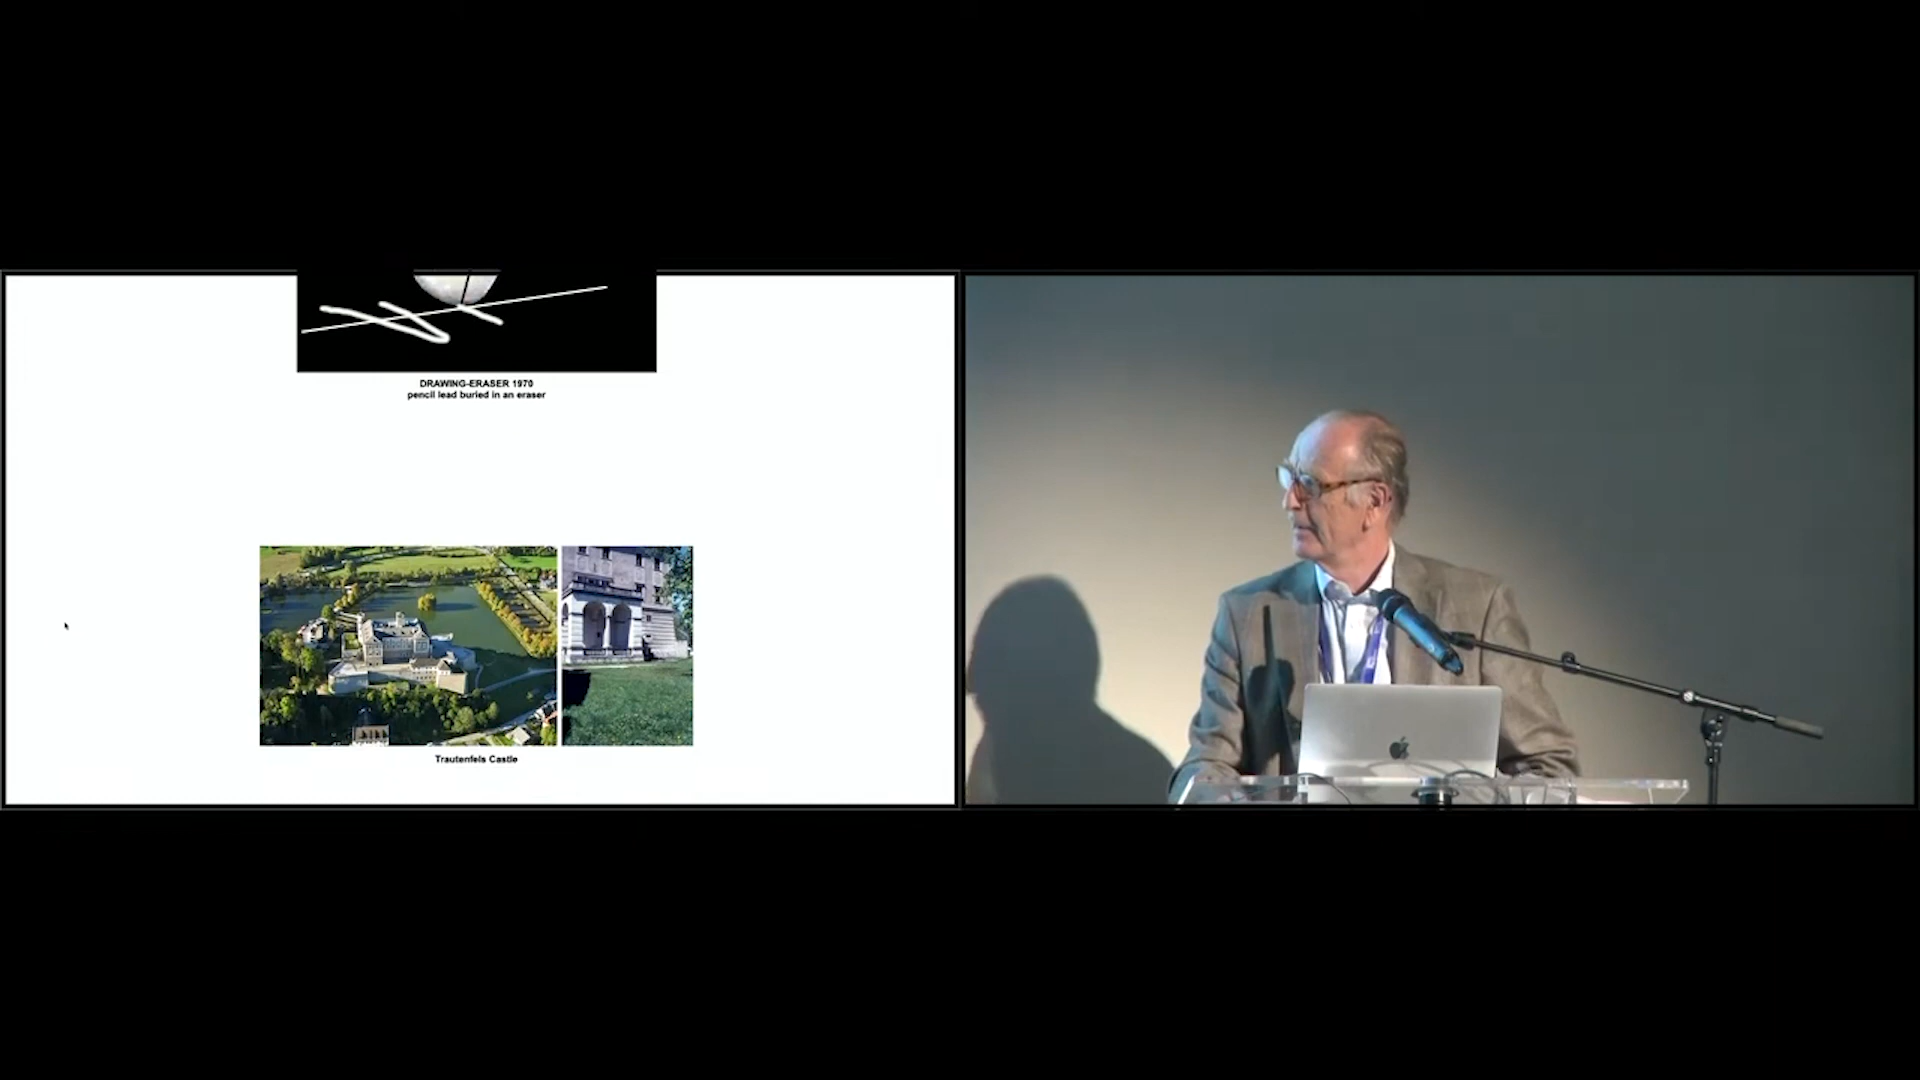 DRAWING-ERASER 1970
pencil lead buried in an eraser
Trautenfels Castle